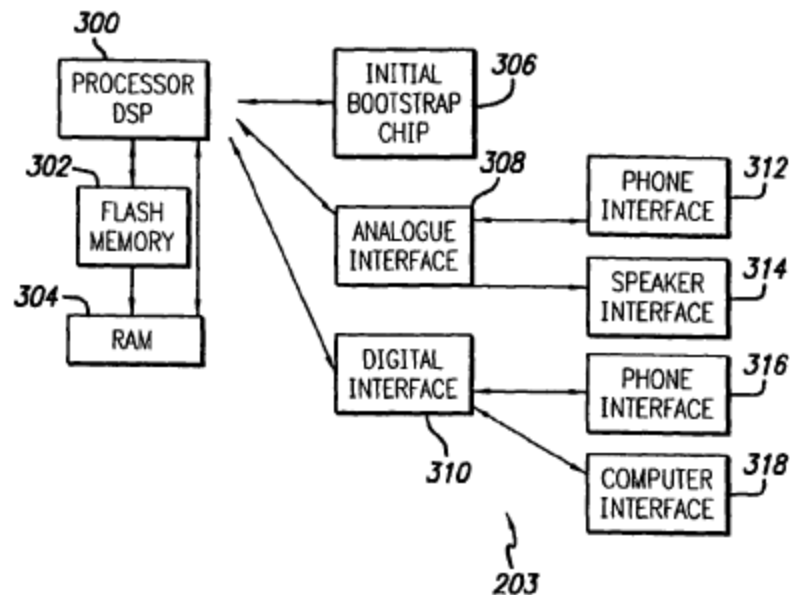 300
PROCESSOR
DSP
302
FLASH
MEMORY
304
RAM
INITIAL
BOOTSTRAP
CHIP
306
308
ANALOGUE
INTERFACE
PHONE
INTERFACE
312
SPEAKER
INTERFACE
314
DIGITAL
INTERFACE
310
PHONE
INTERFACE
316
COMPUTER
INTERFACE
318
203